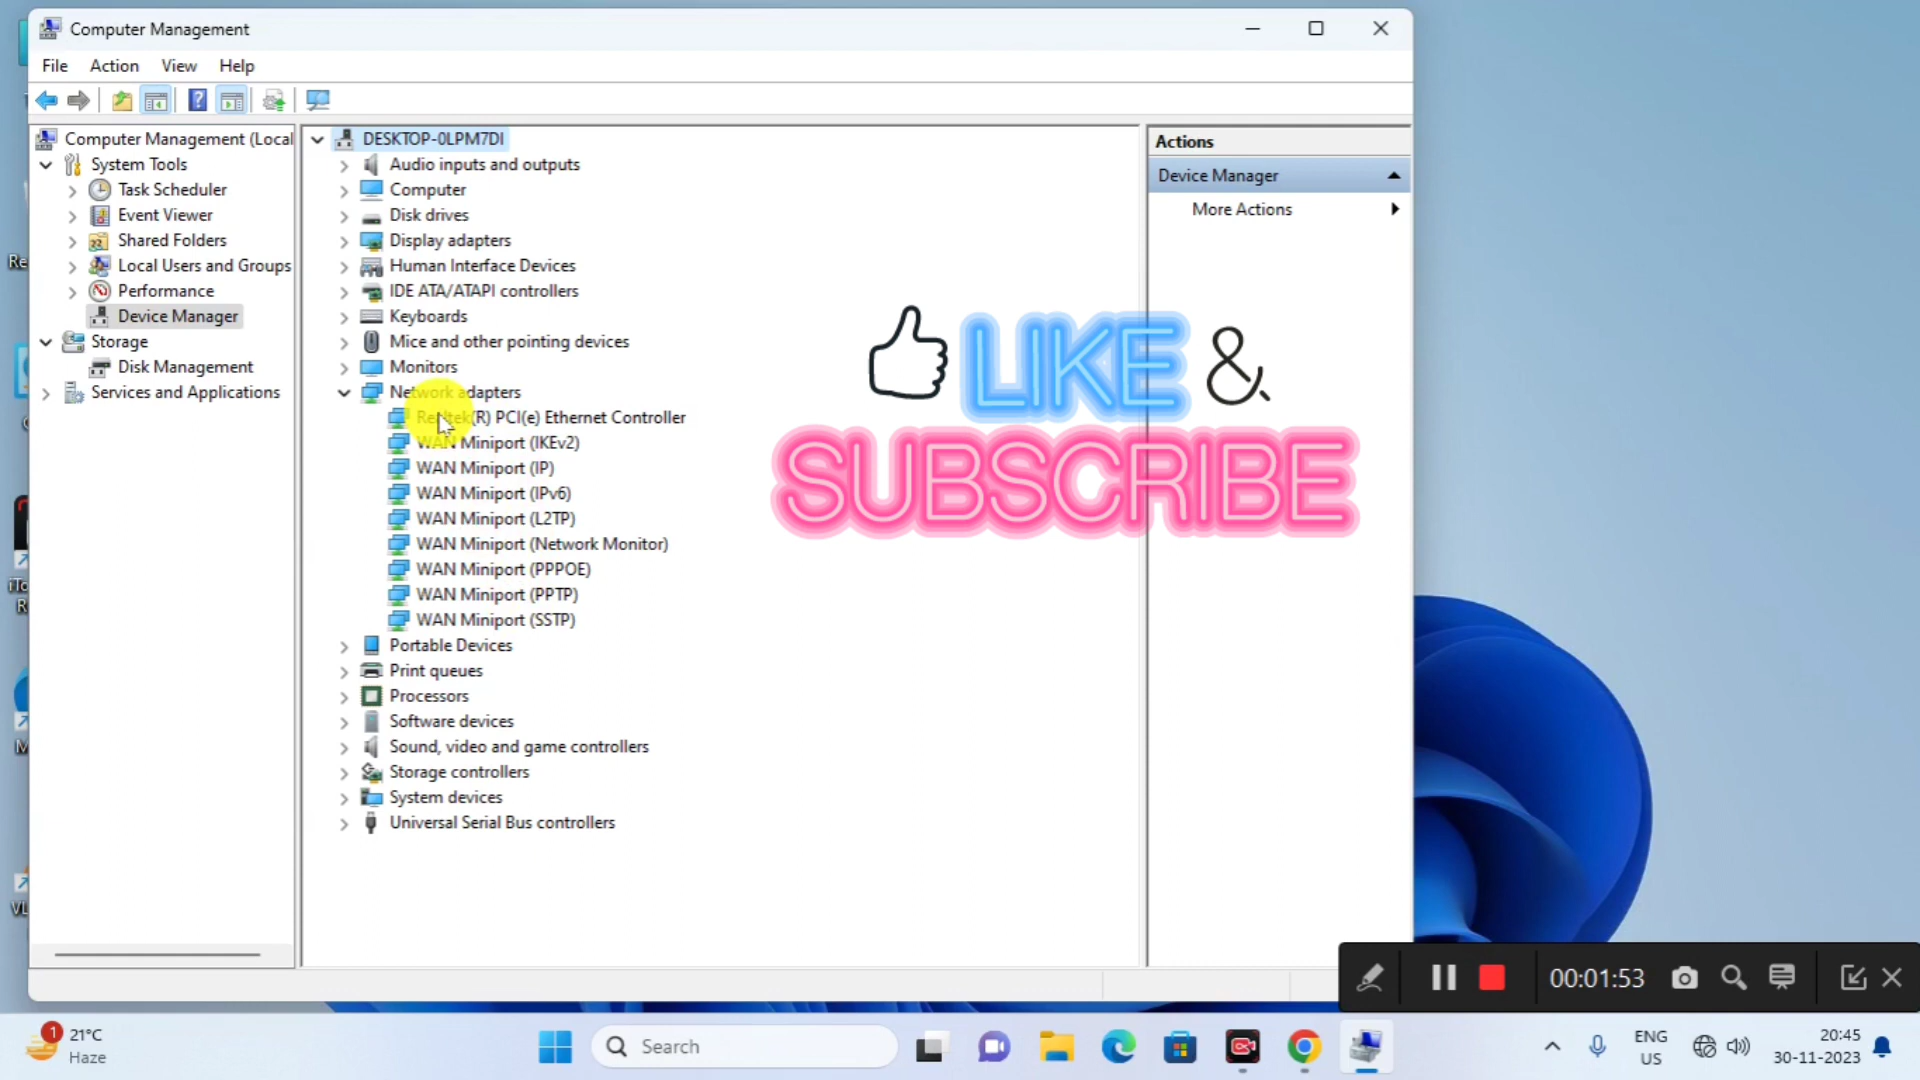 Computer Management
File Action View Help
Computer Management (Local
System Tools
Task Scheduler
Event Viewer
Shared Folders
Local Users and Groups
Performance
Device Manager
Storage
Disk Management
Services and Applications
DESKTOP-0LPM7DI
Audio inputs and outputs
Computer
Disk drives
Display adapters
Human Interface Devices
IDE ATA/ATAPI controllers
Keyboards
Mice and other pointing devices
Monitors
Network adapters
Realtek(R) PCI(e) Ethernet Controller
WAN Miniport (IKEv2)
WAN Miniport (IP)
WAN Miniport (IPv6)
WAN Miniport (L2TP)
WAN Miniport (Network Monitor)
WAN Miniport (PPPOE)
WAN Miniport (PPTP)
WAN Miniport (SSTP)
Portable Devices
Print queues
Processors
Software devices
Sound, video and game controllers
Storage controllers
System devices
Universal Serial Bus controllers
Actions
Device Manager
More Actions
LIKE &
SUBSCRIBE
00:01:53
1
21°C
Haze
Search
ENG
US
20:45
30-11-2023